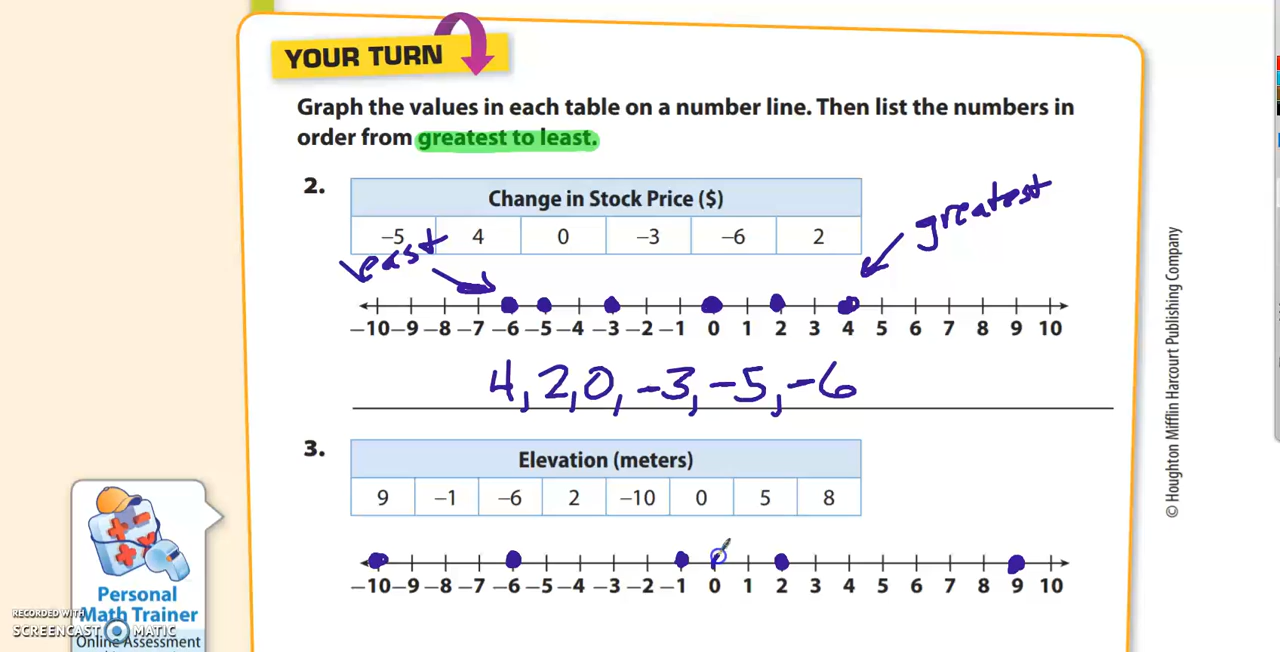 YOUR TURN
Graph the values in each table on a number line. Then list the numbers in
order from greatest to least.
2.
Change in Stock Price ($)
−5 4 0 −3 −6 2
least
greatest
−10 −9 −8 −7 −6 −5 −4 −3 −2 −1 0 1 2 3 4 5 6 7 8 9 10
4, 2, 0, -3, -5, -6
3.
Elevation (meters)
9 −1 −6 2 −10 0 5 8
−10 −9 −8 −7 −6 −5 −4 −3 −2 −1 0 1 2 3 4 5 6 7 8 9 10
Personal
Math Trainer
Online Assessment
RECORDED WITH
SCREENCAST MATIC
© Houghton Mifflin Harcourt Publishing Company